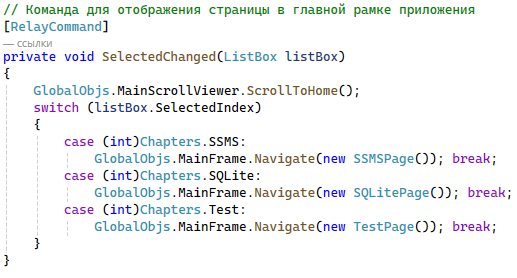 // Команда для отображения страницы в главной рамке приложения
[RelayCommand]
— ссылки
private void SelectedChanged(ListBox listBox)
{
    GlobalObjs.MainScrollViewer.ScrollToHome();
    switch (listBox.SelectedIndex)
    {
        case (int)Chapters.SSMS:
            GlobalObjs.MainFrame.Navigate(new SSMSPage()); break;
        case (int)Chapters.SQLite:
            GlobalObjs.MainFrame.Navigate(new SQLitePage()); break;
        case (int)Chapters.Test:
            GlobalObjs.MainFrame.Navigate(new TestPage()); break;
    }
}